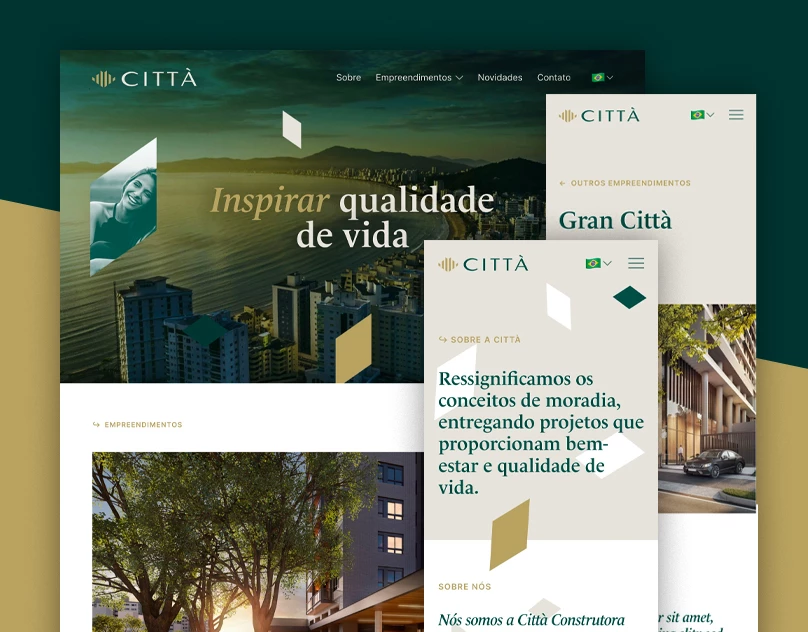 CITTÀ
Sobre Empreendimentos Novidades Contato
Inspirar qualidade
de vida
EMPREENDIMENTOS
CITTÀ
← OUTROS EMPREENDIMENTOS
Gran Città
CITTÀ
↪ SOBRE A CITTÀ
Ressignificamos os
conceitos de moradia,
entregando projetos que
proporcionam bem-
estar e qualidade de
vida.
SOBRE NÓS
Nós somos a Città Construtora
r sit amet,